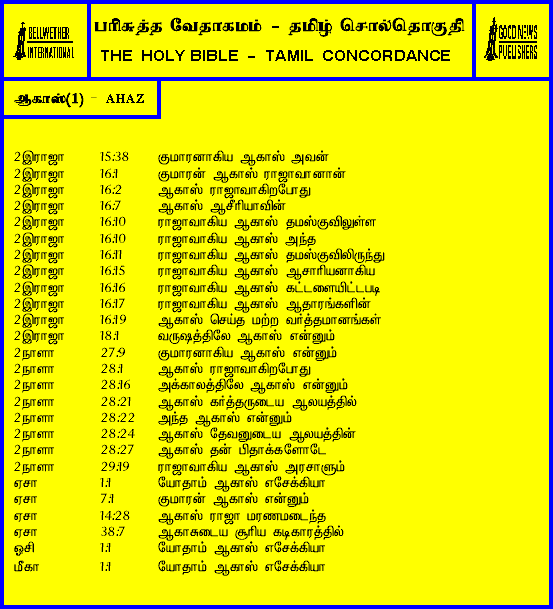 BELLWETHER
INTERNATIONAL
பரிசுத்த வேதாகமம் - தமிழ் சொல்தொகுதி
THE HOLY BIBLE - TAMIL CONCORDANCE
GOOD NEWS
PUBLISHERS
ஆகாஸ்(1) - AHAZ
2இராஜா 15:38 குமாரனாகிய ஆகாஸ் அவன்
2இராஜா 16:1 குமாரன் ஆகாஸ் ராஜாவானான்
2இராஜா 16:2 ஆகாஸ் ராஜாவாகிறபோது
2இராஜா 16:7 ஆகாஸ் ஆசீரியாவின்
2இராஜா 16:10 ராஜாவாகிய ஆகாஸ் தமஸ்குவிலுள்ள
2இராஜா 16:10 ராஜாவாகிய ஆகாஸ் அந்த
2இராஜா 16:11 ராஜாவாகிய ஆகாஸ் தமஸ்குவிலிருந்து
2இராஜா 16:15 ராஜாவாகிய ஆகாஸ் ஆசாரியனாகிய
2இராஜா 16:16 ராஜாவாகிய ஆகாஸ் கட்டளையிட்டபடி
2இராஜா 16:17 ராஜாவாகிய ஆகாஸ் ஆதாரங்களின்
2இராஜா 16:19 ஆகாஸ் செய்த மற்ற வர்த்தமானங்கள்
2இராஜா 18:1 வருஷத்திலே ஆகாஸ் என்னும்
2நாளா 27:9 குமாரனாகிய ஆகாஸ் என்னும்
2நாளா 28:1 ஆகாஸ் ராஜாவாகிறபோது
2நாளா 28:16 அக்காலத்திலே ஆகாஸ் என்னும்
2நாளா 28:21 ஆகாஸ் கர்த்தருடைய ஆலயத்தில்
2நாளா 28:22 அந்த ஆகாஸ் என்னும்
2நாளா 28:24 ஆகாஸ் தேவனுடைய ஆலயத்தின்
2நாளா 28:27 ஆகாஸ் தன் பிதாக்களோடே
2நாளா 29:19 ராஜாவாகிய ஆகாஸ் அரசாளும்
ஏசா 1:1 யோதாம் ஆகாஸ் எசேக்கியா
ஏசா 7:1 குமாரன் ஆகாஸ் என்னும்
ஏசா 14:28 ஆகாஸ் ராஜா மரணமடைந்த
ஏசா 38:7 ஆகாசுடைய சூரிய கடிகாரத்தில்
ஓசி 1:1 யோதாம் ஆகாஸ் எசேக்கியா
மீகா 1:1 யோதாம் ஆகாஸ் எசேக்கியா